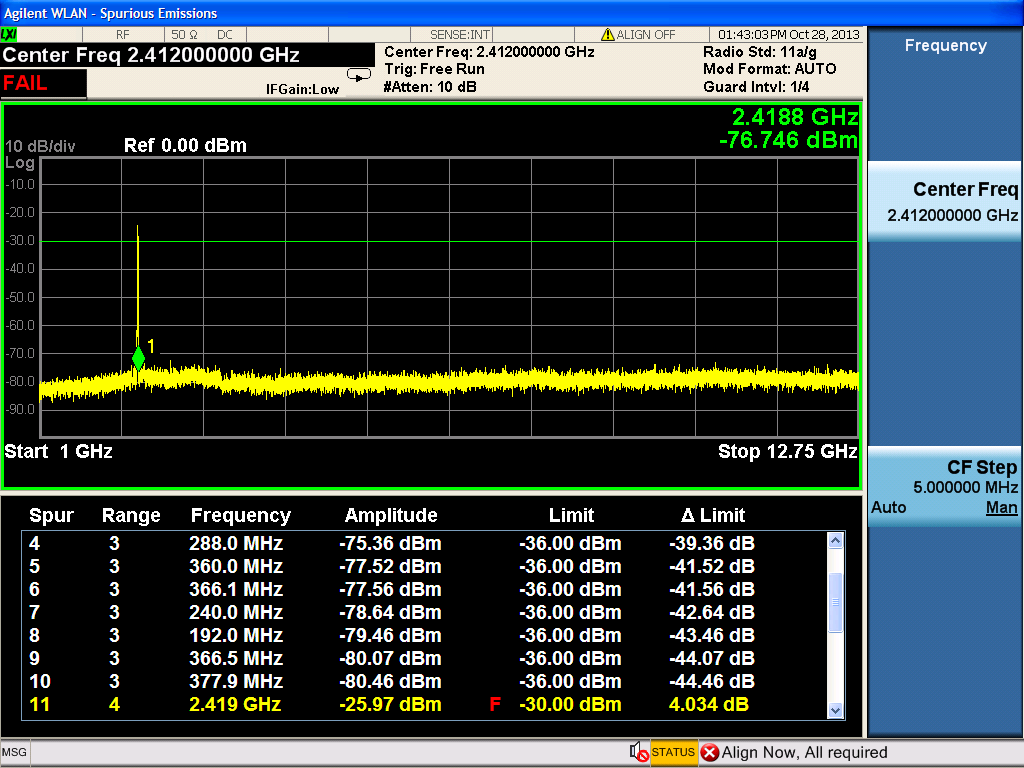 Agilent WLAN - Spurious Emissions
LXI RF 50 Ω DC SENSE:INT ALIGN OFF 01:43:03 PM Oct 28, 2013
Center Freq 2.412000000 GHz
Center Freq: 2.412000000 GHz
Radio Std: 11a/g
Trig: Free Run
Mod Format: AUTO
FAIL
IFGain:Low
#Atten: 10 dB
Guard Intvl: 1/4
Frequency
2.4188 GHz
-76.746 dBm
10 dB/div
Ref 0.00 dBm
Log
-10.0
-20.0
-30.0
-40.0
-50.0
-60.0
-70.0
-80.0
-90.0
1
Start 1 GHz
Stop 12.75 GHz
Center Freq
2.412000000 GHz
CF Step
5.000000 MHz
Auto Man
Spur Range Frequency Amplitude Limit Δ Limit
4 3 288.0 MHz -75.36 dBm -36.00 dBm -39.36 dB
5 3 360.0 MHz -77.52 dBm -36.00 dBm -41.52 dB
6 3 366.1 MHz -77.56 dBm -36.00 dBm -41.56 dB
7 3 240.0 MHz -78.64 dBm -36.00 dBm -42.64 dB
8 3 192.0 MHz -79.46 dBm -36.00 dBm -43.46 dB
9 3 366.5 MHz -80.07 dBm -36.00 dBm -44.07 dB
10 3 377.9 MHz -80.46 dBm -36.00 dBm -44.46 dB
11 4 2.419 GHz -25.97 dBm F -30.00 dBm 4.034 dB
MSG STATUS Align Now, All required